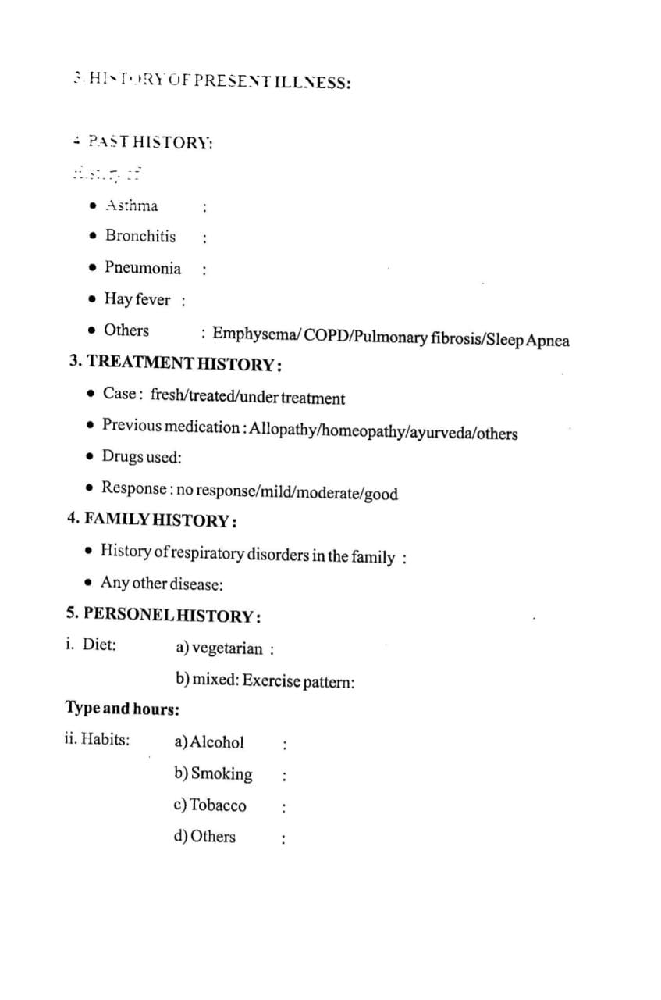 3. HISTORY OF PRESENT ILLNESS:
4. PAST HISTORY:
History of
• Asthma :
• Bronchitis :
• Pneumonia :
• Hay fever :
• Others : Emphysema/ COPD/Pulmonary fibrosis/Sleep Apnea
3. TREATMENT HISTORY :
• Case : fresh/treated/under treatment
• Previous medication : Allopathy/homeopathy/ayurveda/others
• Drugs used:
• Response : no response/mild/moderate/good
4. FAMILY HISTORY :
• History of respiratory disorders in the family :
• Any other disease:
5. PERSONEL HISTORY :
i. Diet: a) vegetarian :
b) mixed: Exercise pattern:
Type and hours:
ii. Habits: a) Alcohol :
b) Smoking :
c) Tobacco :
d) Others :